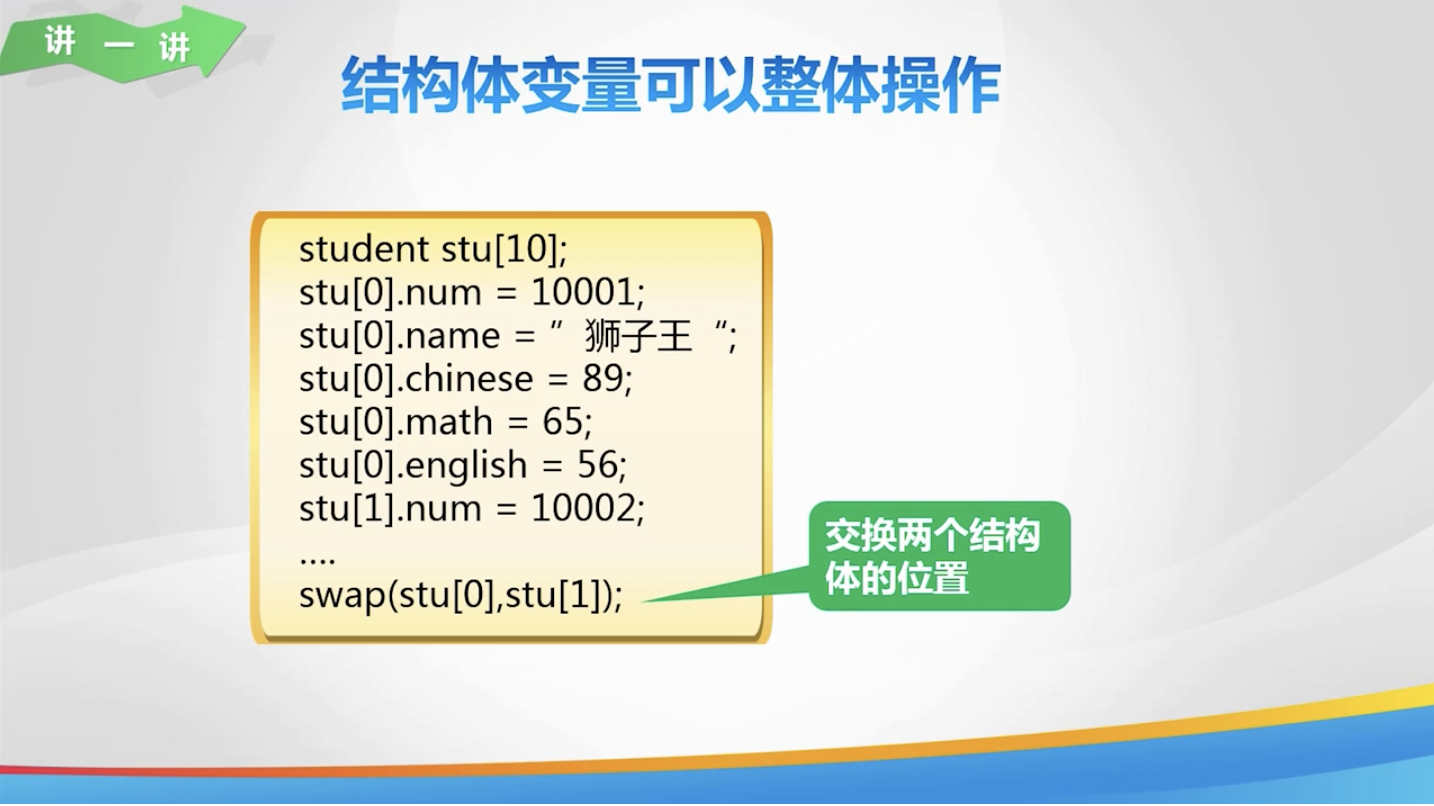 讲一讲
结构体变量可以整体操作
student stu[10];
stu[0].num = 10001;
stu[0].name = ”狮子王“;
stu[0].chinese = 89;
stu[0].math = 65;
stu[0].english = 56;
stu[1].num = 10002;
....
swap(stu[0],stu[1]);
交换两个结构
体的位置